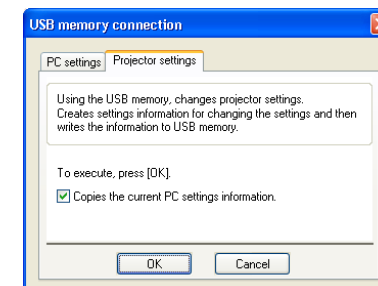 USB memory connection
PC settings Projector settings
Using the USB memory, changes projector settings.
Creates settings information for changing the settings and then
writes the information to USB memory.
To execute, press [OK].
Copies the current PC settings information.
OK Cancel